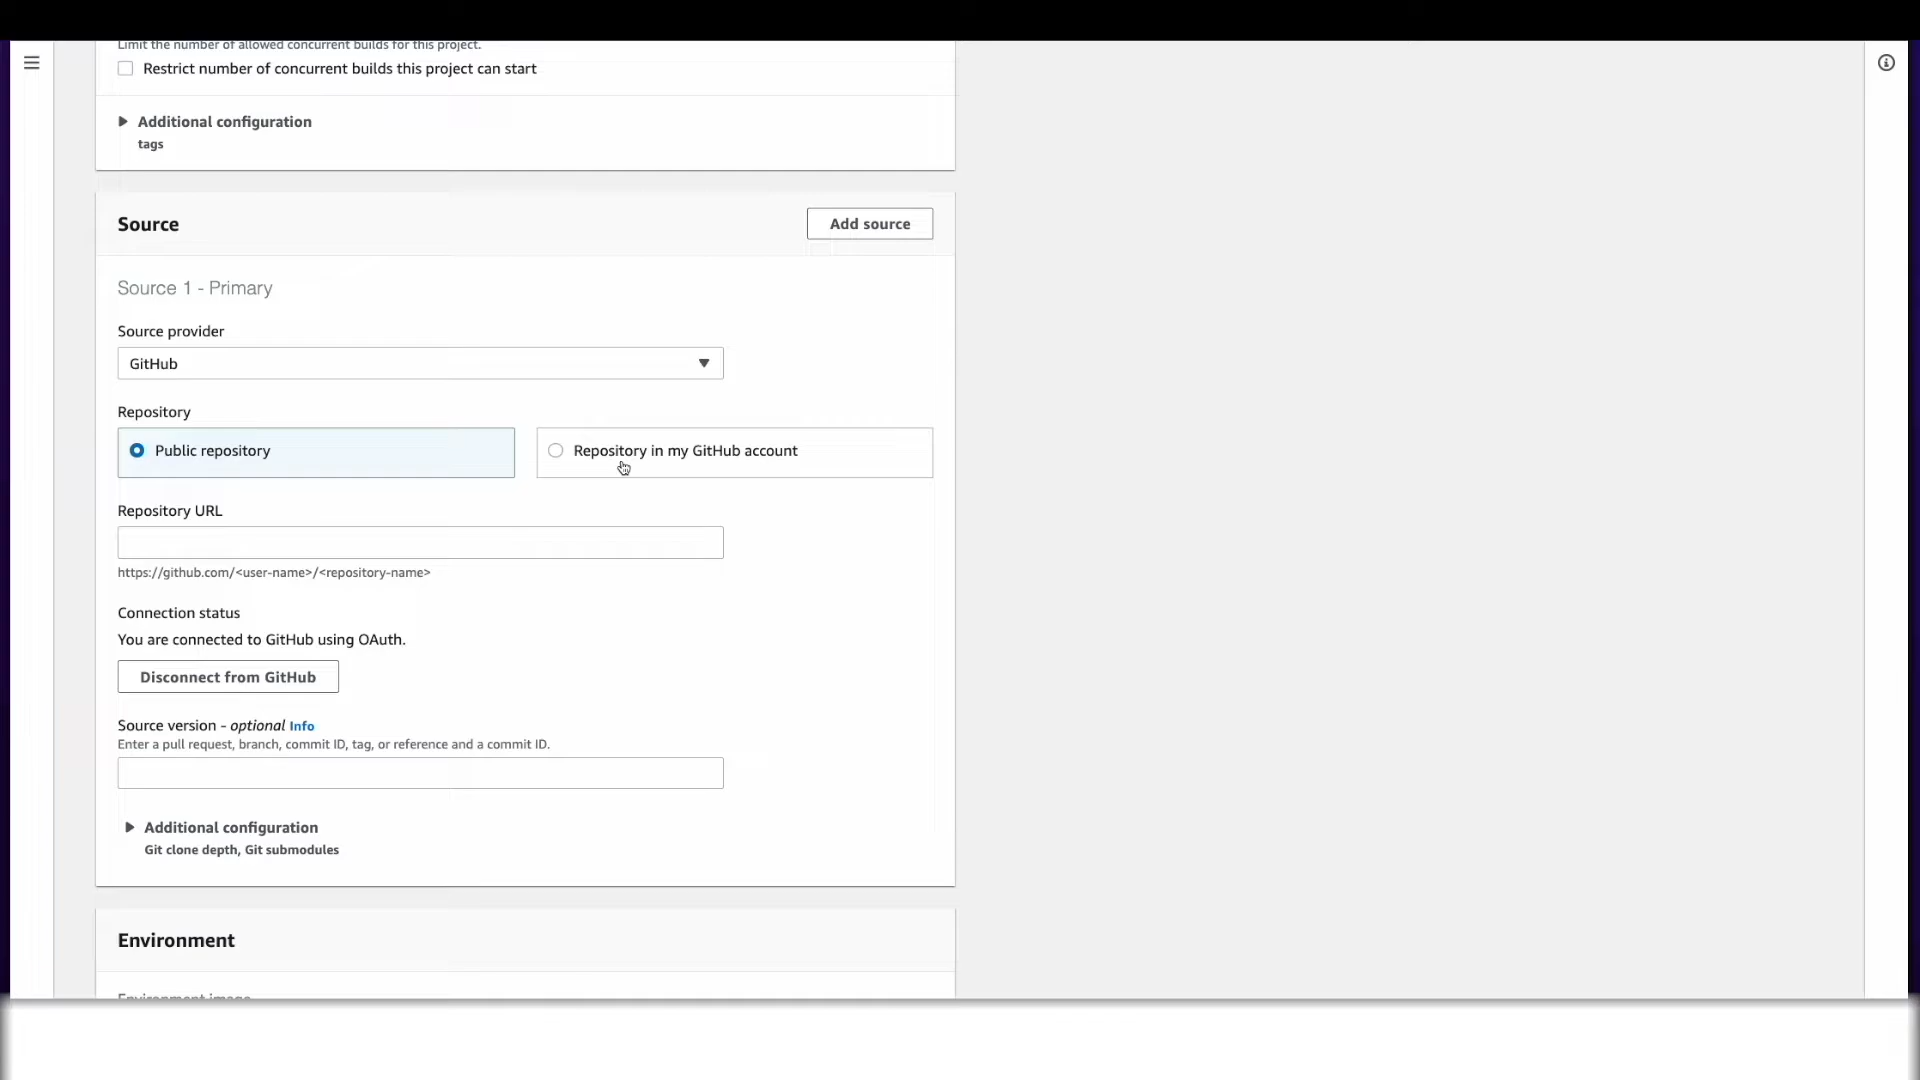 Limit the number of allowed concurrent builds for this project.
Restrict number of concurrent builds this project can start
Additional configuration
tags
Source
Add source
Source 1 - Primary
Source provider
GitHub
Repository
Public repository
Repository in my GitHub account
Repository URL
https://github.com/<user-name>/<repository-name>
Connection status
You are connected to GitHub using OAuth.
Disconnect from GitHub
Source version - optional Info
Enter a pull request, branch, commit ID, tag, or reference and a commit ID.
Additional configuration
Git clone depth, Git submodules
Environment
Environment image